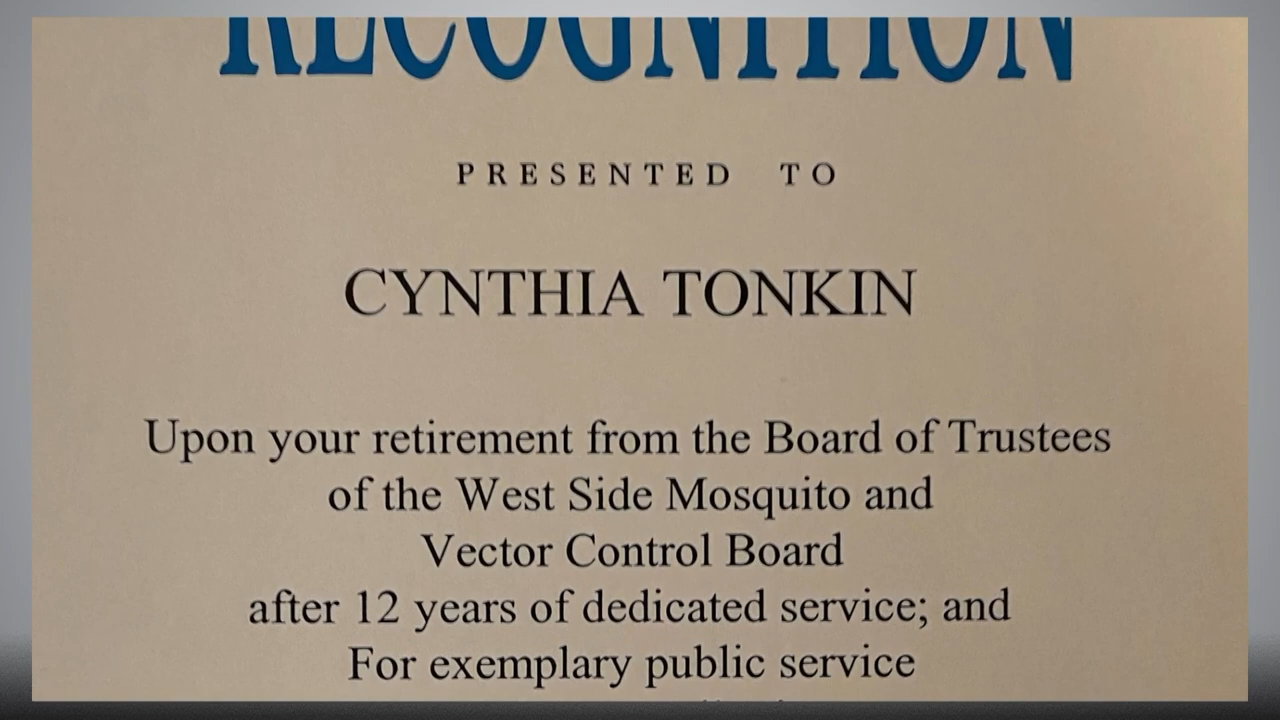 RECOGNITION
PRESENTED TO
CYNTHIA TONKIN
Upon your retirement from the Board of Trustees
of the West Side Mosquito and
Vector Control Board
after 12 years of dedicated service; and
For exemplary public service